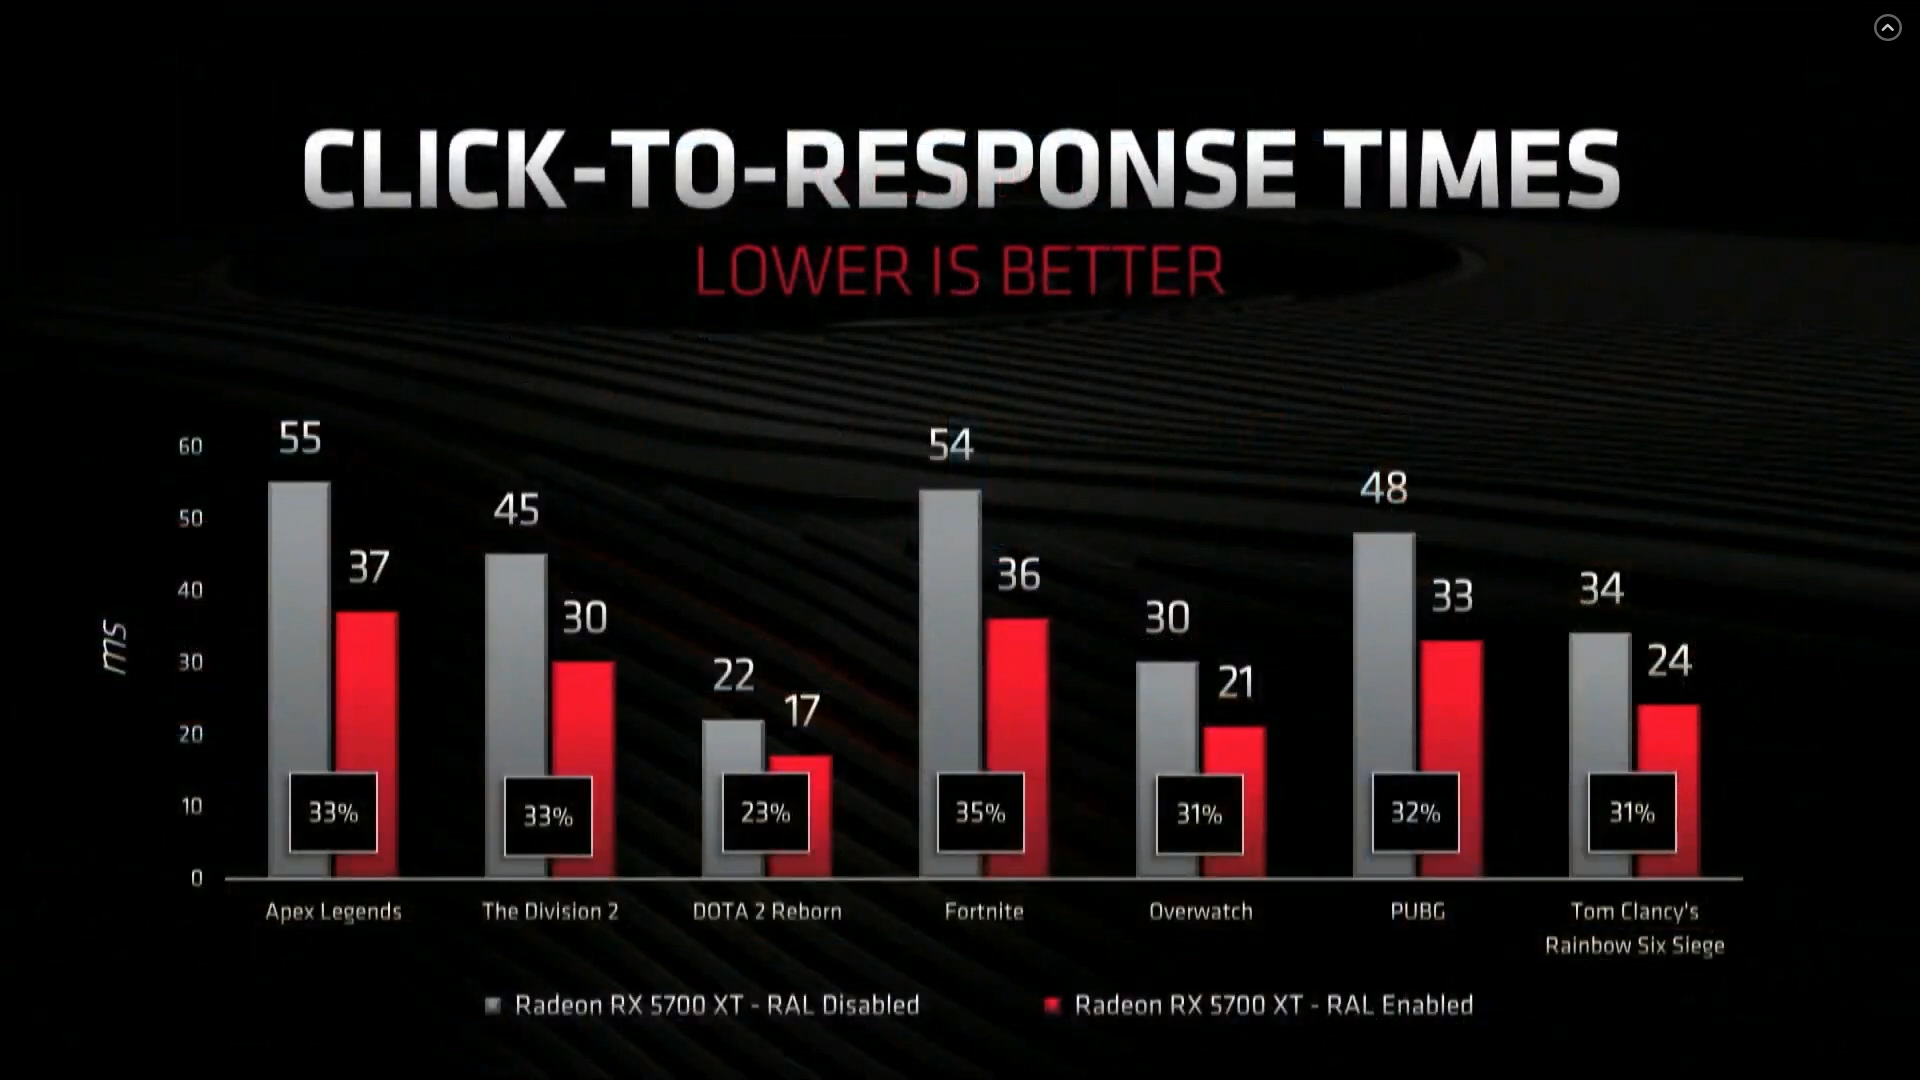 CLICK-TO-RESPONSE TIMES
LOWER IS BETTER
ms
60
50
40
30
20
10
0
55
37
33%
45
30
33%
22
17
23%
54
36
35%
30
21
31%
48
33
32%
34
24
31%
Apex Legends
The Division 2
DOTA 2 Reborn
Fortnite
Overwatch
PUBG
Tom Clancy's
Rainbow Six Siege
Radeon RX 5700 XT - RAL Disabled
Radeon RX 5700 XT - RAL Enabled